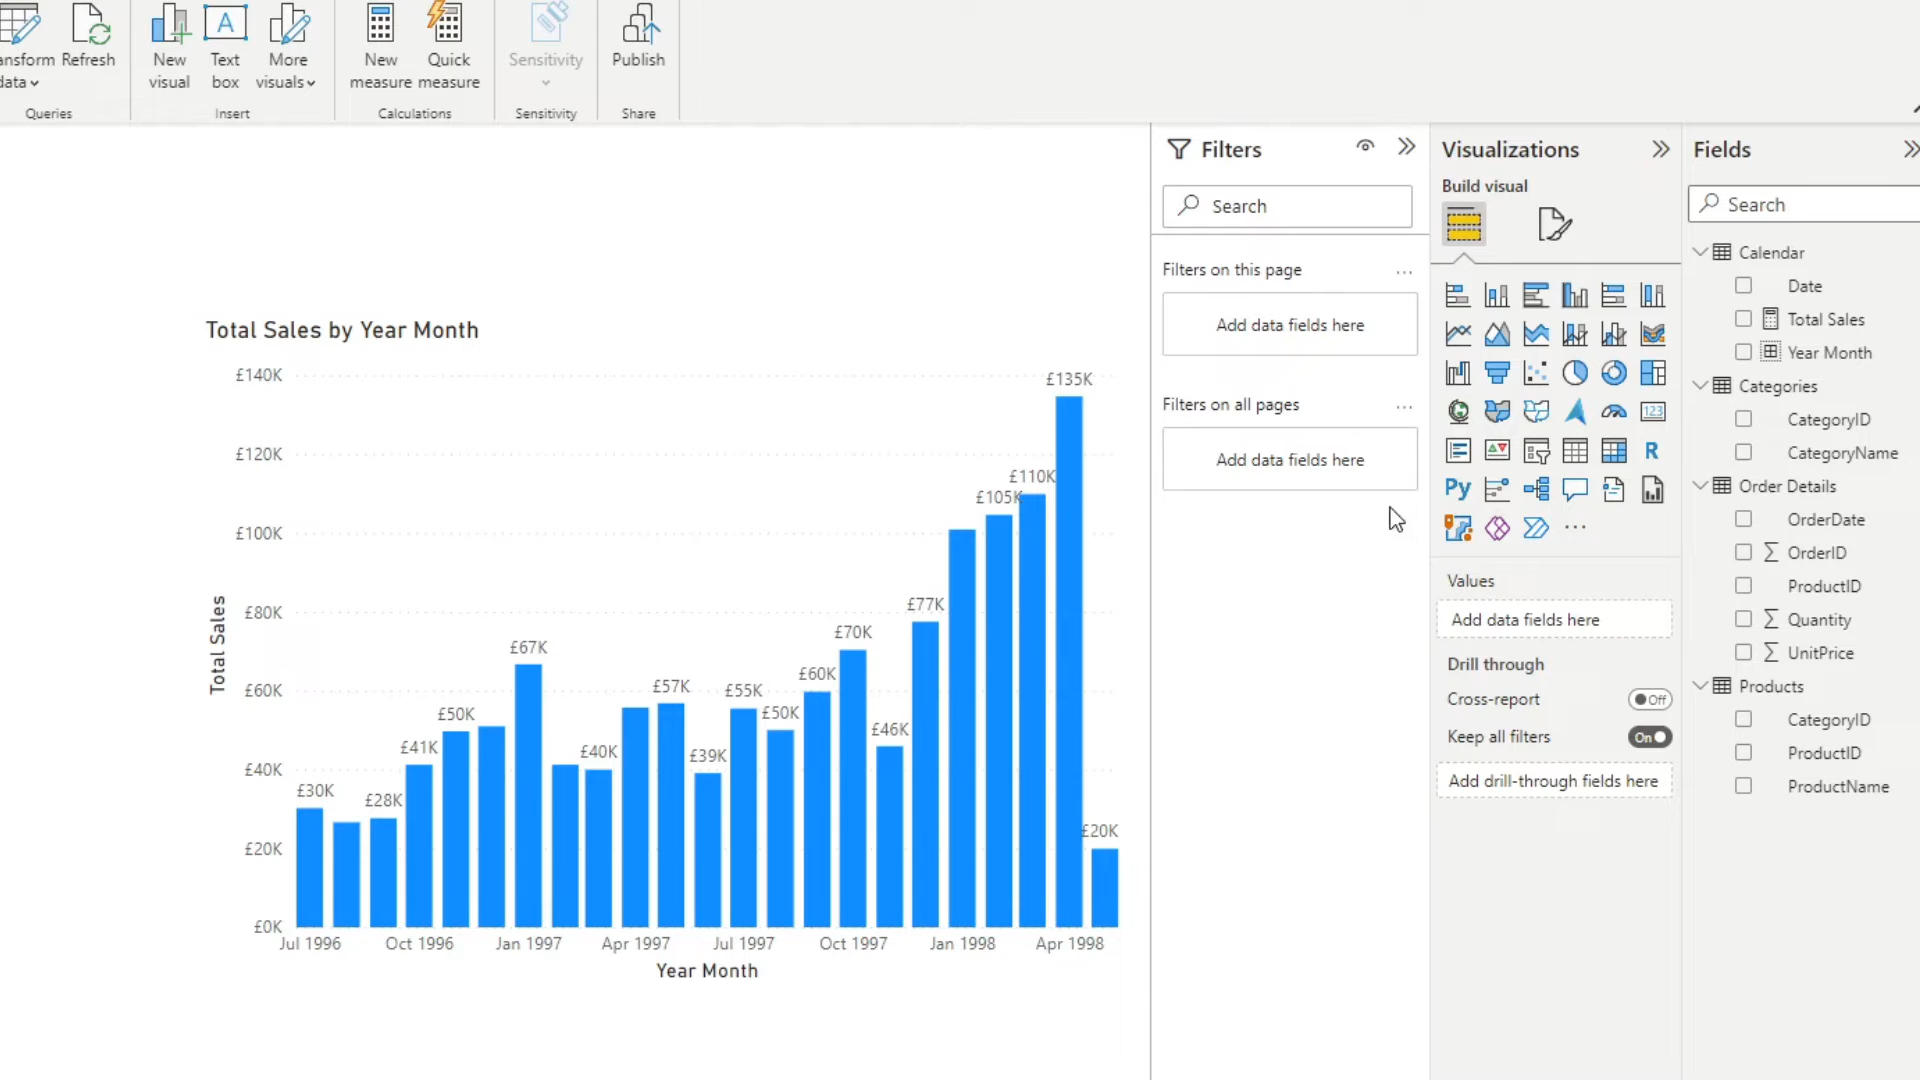 ansform
data
Refresh
Queries
New
visual
A
Text
box
More
visuals
Insert
New
measure
Quick
measure
Calculations
Sensitivity
Sensitivity
Publish
Share
Total Sales by Year Month
Total Sales
£140K
£120K
£100K
£80K
£60K
£40K
£20K
£0K
£30K
£28K
£41K
£50K
£67K
£40K
£57K
£39K
£55K
£50K
£60K
£70K
£46K
£77K
£105K
£110K
£135K
£20K
Jul 1996
Oct 1996
Jan 1997
Apr 1997
Jul 1997
Oct 1997
Jan 1998
Apr 1998
Year Month
Filters
Search
Filters on this page
Add data fields here
Filters on all pages
Add data fields here
Visualizations
Build visual
123
R
Py
Values
Add data fields here
Drill through
Cross-report
Off
Keep all filters
On
Add drill-through fields here
Fields
Search
Calendar
Date
Total Sales
Year Month
Categories
CategoryID
CategoryName
Order Details
OrderDate
∑ OrderID
ProductID
∑ Quantity
∑ UnitPrice
Products
CategoryID
ProductID
ProductName